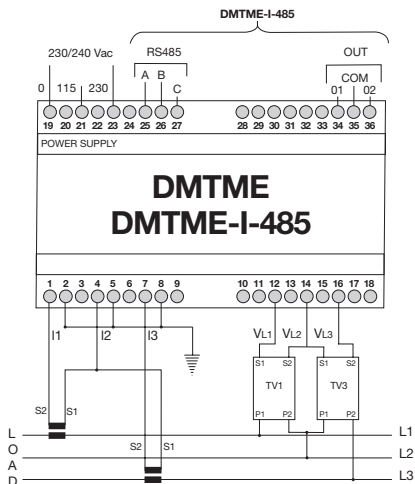 DMTME-I-485
230/240 Vac RS485 OUT
A B COM
0 115 230 C 01 02
19 20 21 22 23 24 25 26 27 28 29 30 31 32 33 34 35 36
POWER SUPPLY
DMTME
DMTME-I-485
1 2 3 4 5 6 7 8 9 10 11 12 13 14 15 16 17 18
I1 I2 I3 VL1 VL2 VL3
S1 S2 S1 S2
TV1 TV3
S2 S1 P1 P2 P1 P2
L L1
O S2 S1 L2
A
D L3